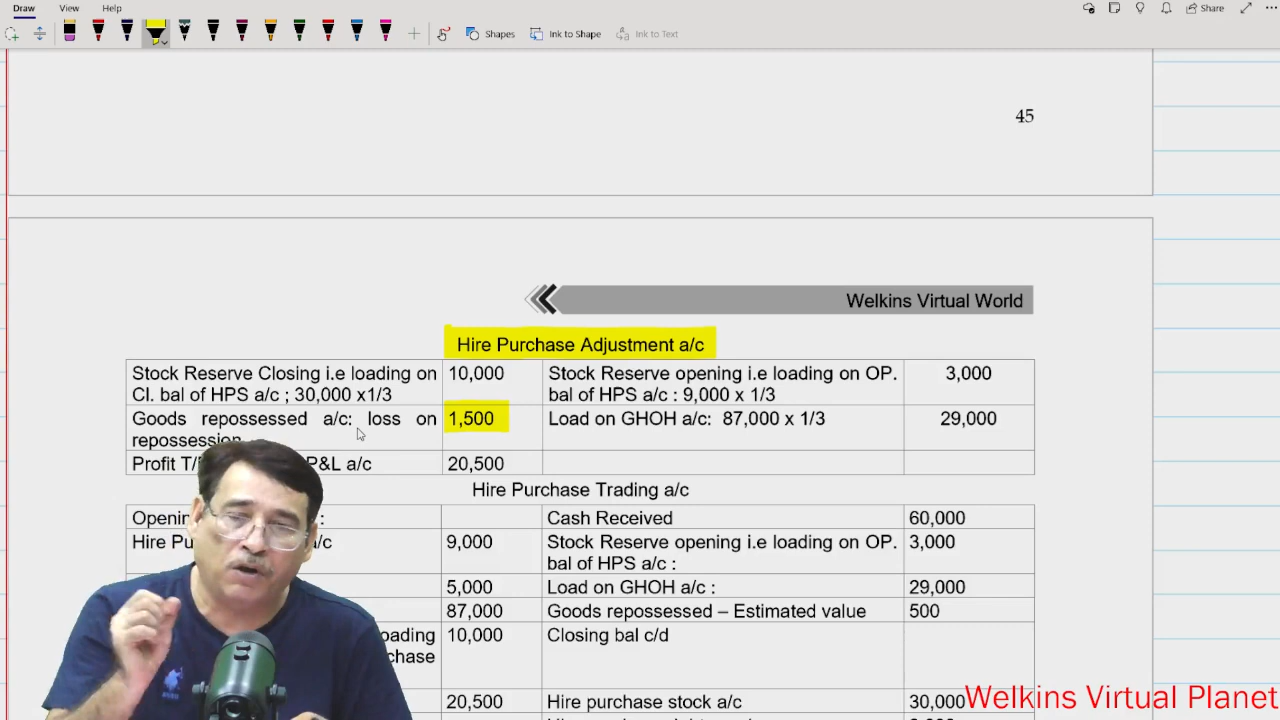 Draw View Help
Share
Shapes Ink to Shape Ink to Text
45
Welkins Virtual World
Hire Purchase Adjustment a/c
Stock Reserve Closing i.e loading on 10,000 Stock Reserve opening i.e loading on OP. 3,000
Cl. bal of HPS a/c ; 30,000 x1/3 bal of HPS a/c : 9,000 x 1/3
Goods repossessed a/c: loss on 1,500 Load on GHOH a/c: 87,000 x 1/3 29,000
repossession
Profit P&L a/c 20,500
Hire Purchase Trading a/c
: Cash Received 60,000
a/c 9,000 Stock Reserve opening i.e loading on OP. 3,000
bal of HPS a/c :
5,000 Load on GHOH a/c : 29,000
87,000 Goods repossessed – Estimated value 500
10,000 Closing bal c/d
20,500 Hire purchase stock a/c 30,000
Welkins Virtual Planet